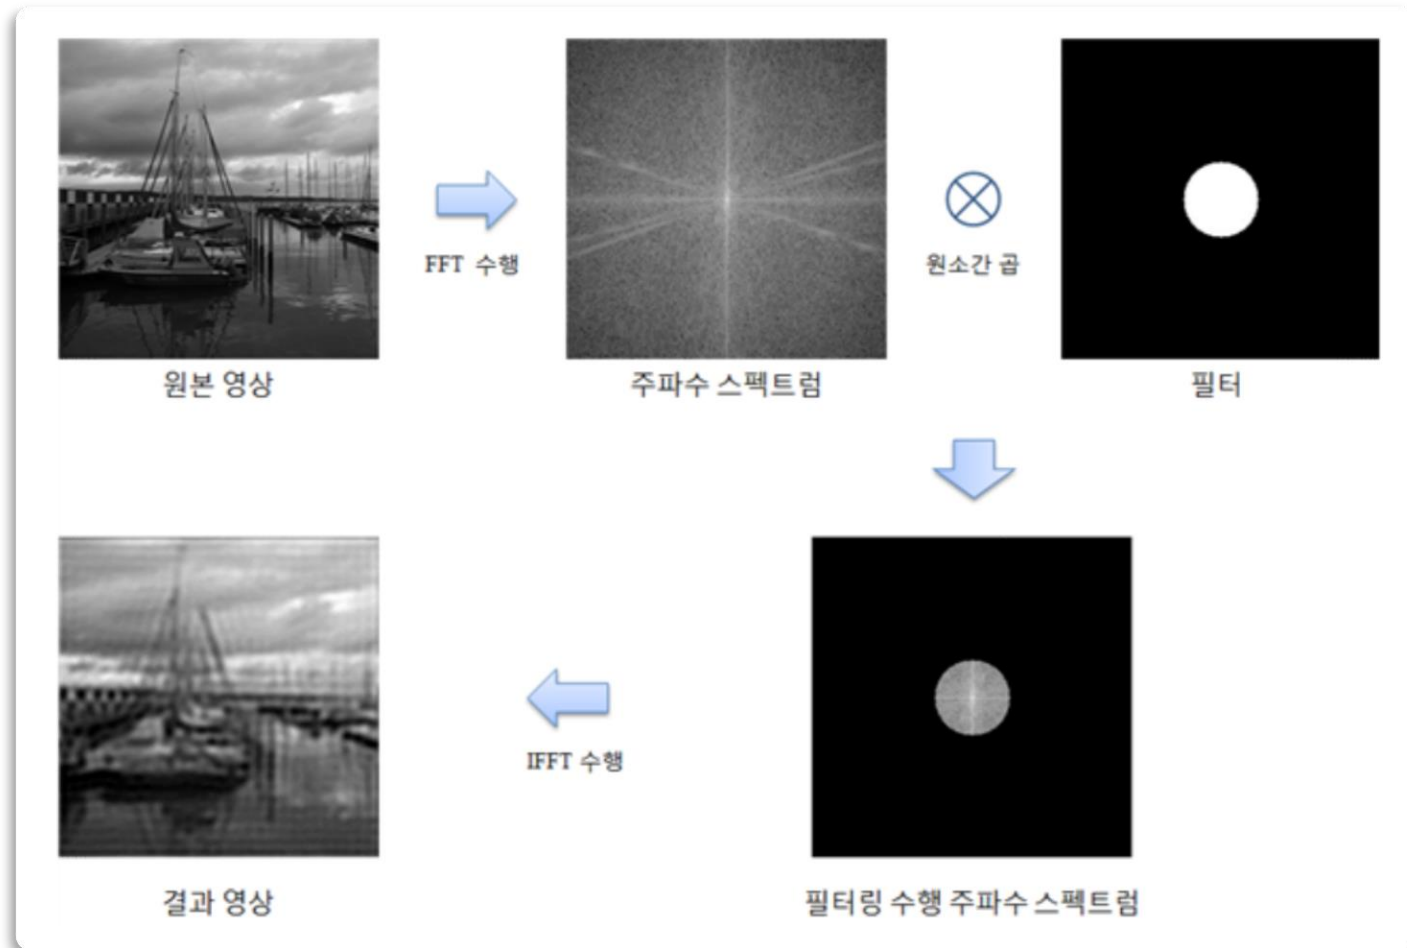 FFT 수행
원소간 곱
원본 영상
주파수 스펙트럼
필터
IFFT 수행
결과 영상
필터링 수행 주파수 스펙트럼